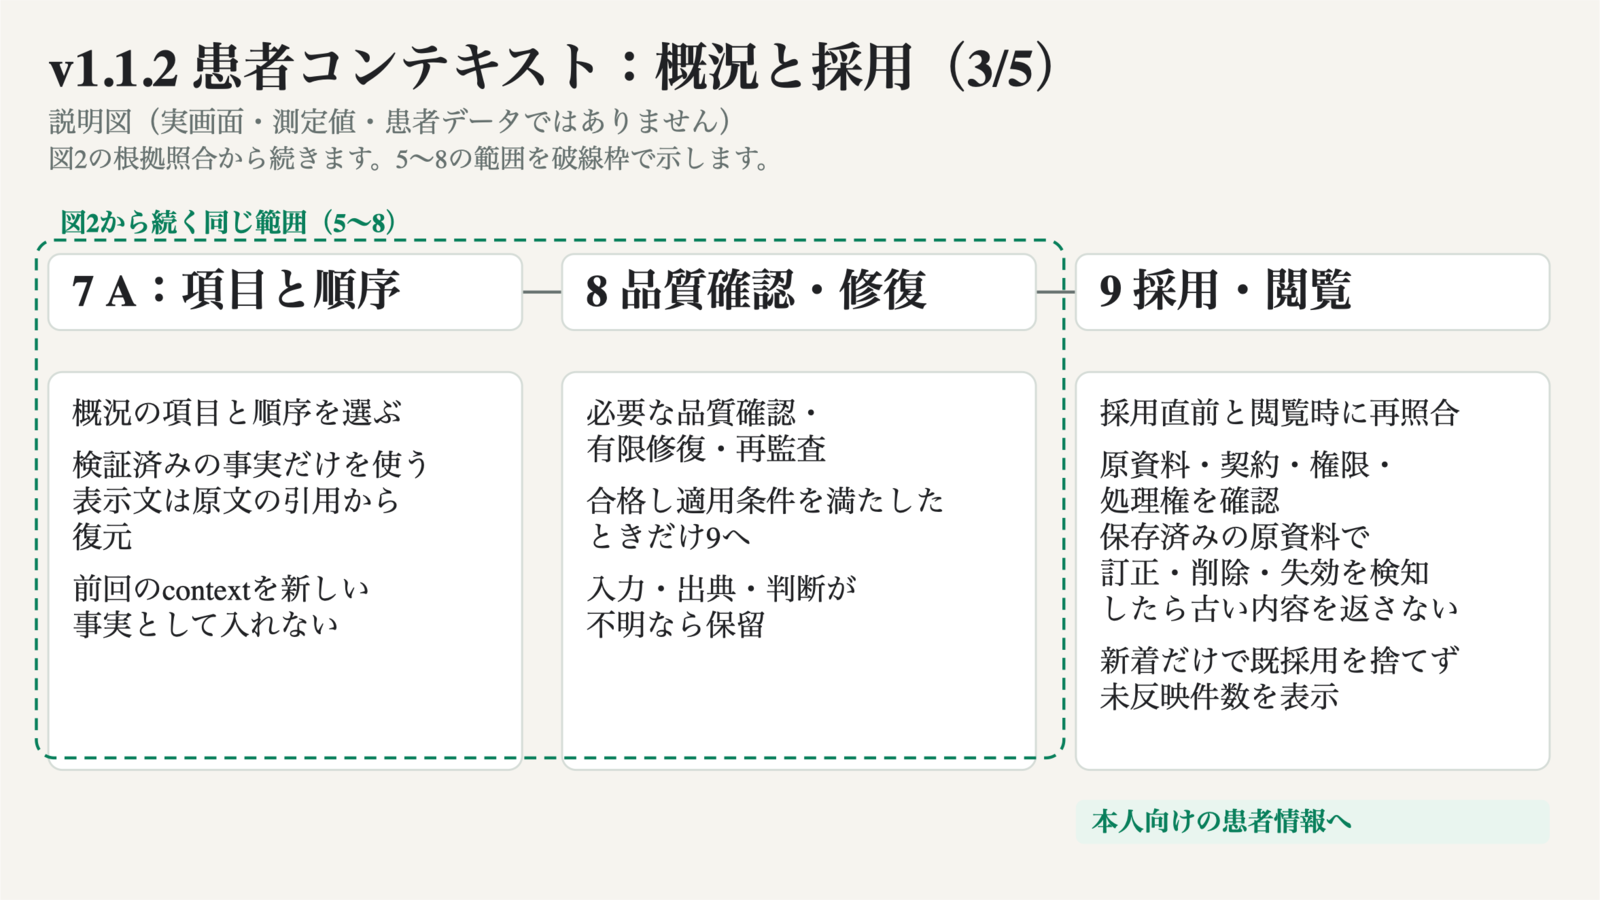 v1.1.2 患者コンテキスト：概況と採用（3/5）
説明図（実画面・測定値・患者データではありません）
図2の根拠照合から続きます。5〜8の範囲を破線枠で示します。
図2から続く同じ範囲（5〜8）
7 A：項目と順序
概況の項目と順序を選ぶ
検証済みの事実だけを使う
表示文は原文の引用から
復元
前回のcontextを新しい
事実として入れない
8 品質確認・修復
必要な品質確認・
有限修復・再監査
合格し適用条件を満たした
ときだけ9へ
入力・出典・判断が
不明なら保留
9 採用・閲覧
採用直前と閲覧時に再照合
原資料・契約・権限・
処理権を確認
保存済みの原資料で
訂正・削除・失効を検知
したら古い内容を返さない
新着だけで既採用を捨てず
未反映件数を表示
本人向けの患者情報へ